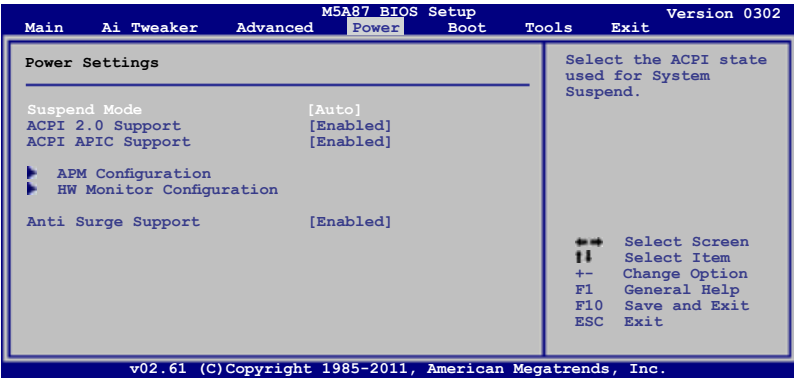 M5A87 BIOS Setup Version 0302
Main Ai Tweaker Advanced Power Boot Tools Exit
Power Settings
Suspend Mode [Auto]
ACPI 2.0 Support [Enabled]
ACPI APIC Support [Enabled]
APM Configuration
HW Monitor Configuration
Anti Surge Support [Enabled]
Select the ACPI state
used for System
Suspend.
Select Screen
Select Item
+- Change Option
F1 General Help
F10 Save and Exit
ESC Exit
v02.61 (C)Copyright 1985-2011, American Megatrends, Inc.